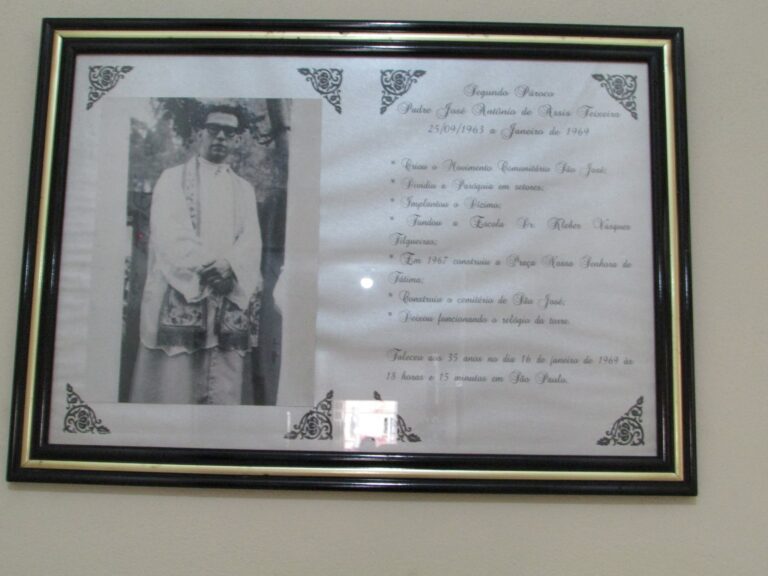 Segundo Pároco
Padre José Antônio de Assis Teixeira
25/09/1963 a Janeiro de 1969
* Criou o Movimento Comunitário São José;
* Dividiu a Paróquia em setores;
* Implantou o Dízimo;
* Fundou a Escola Dr. Kleber Vasques
Filgueiras;
* Em 1967 construiu a Praça Nossa Senhora de
Fátima;
* Construiu o cemitério de São José;
* Deixou funcionando o relógio da torre.
Faleceu aos 35 anos no dia 16 de janeiro de 1969 às
18 horas e 15 minutos em São Paulo.